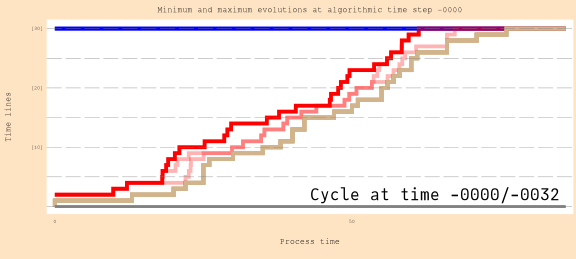 Minimum and maximum evolutions at algorithmic time step -0000
[30]
[20]
[10]
Time lines
Cycle at time -0000/-0032
0
50
Process time